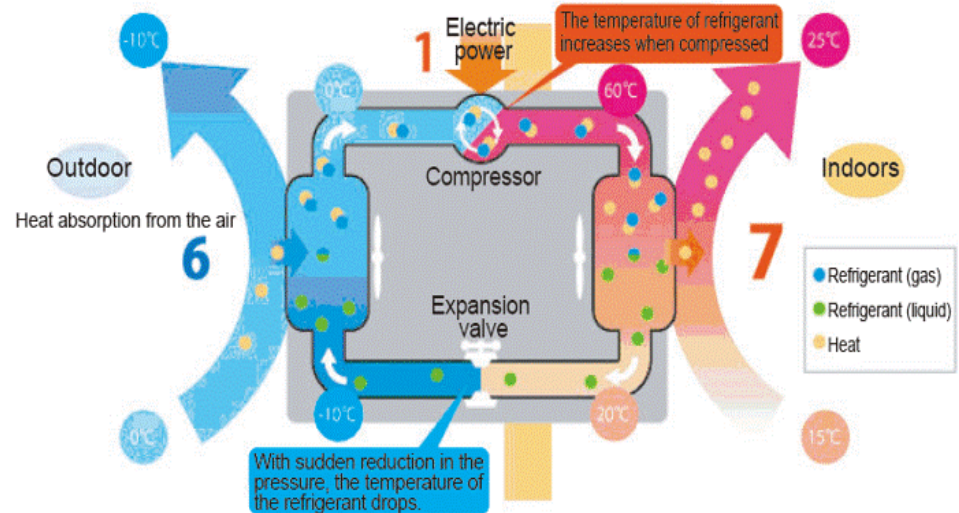 -10℃
1
Electric
power
The temperature of refrigerant
increases when compressed
25℃
0℃
60℃
Outdoor
Compressor
Indoors
Heat absorption from the air
6
7
Refrigerant (gas)
Refrigerant (liquid)
Heat
Expansion
valve
-10℃
20℃
0℃
15℃
With sudden reduction in the
pressure, the temperature of
the refrigerant drops.